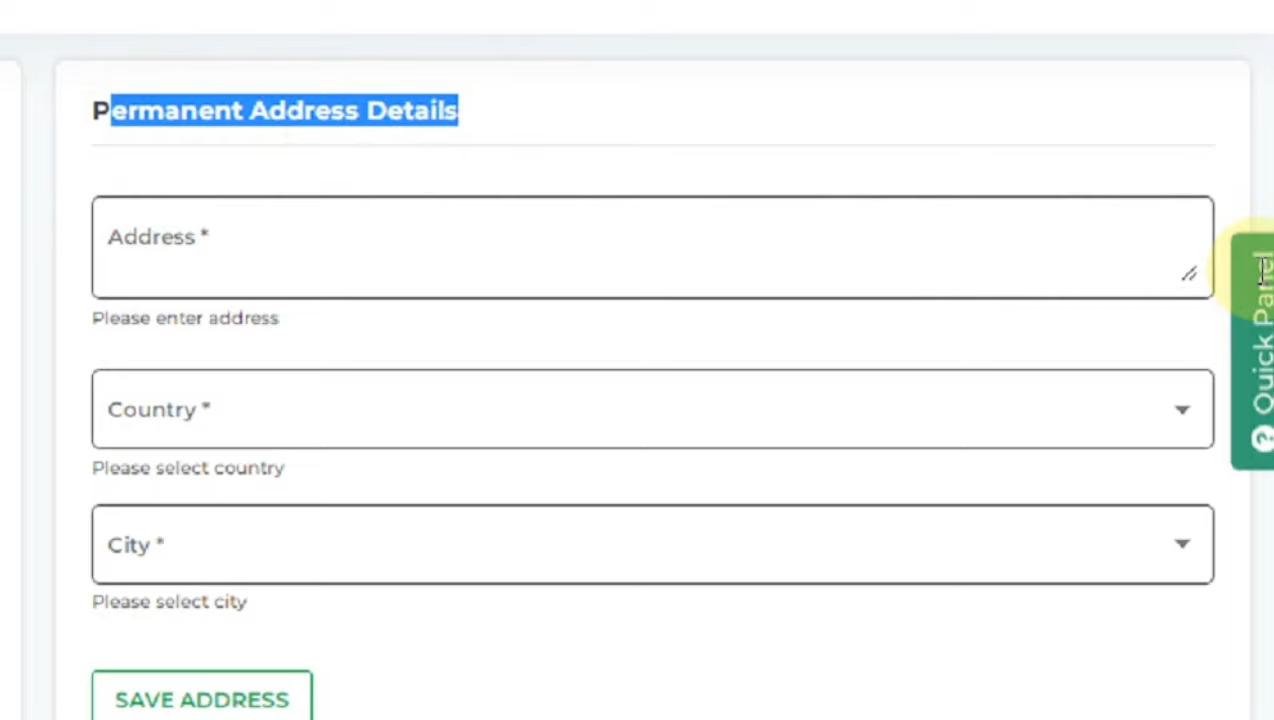 Permanent Address Details
Address *
Please enter address
Country *
Please select country
City *
Please select city
SAVE ADDRESS
Quick Panel